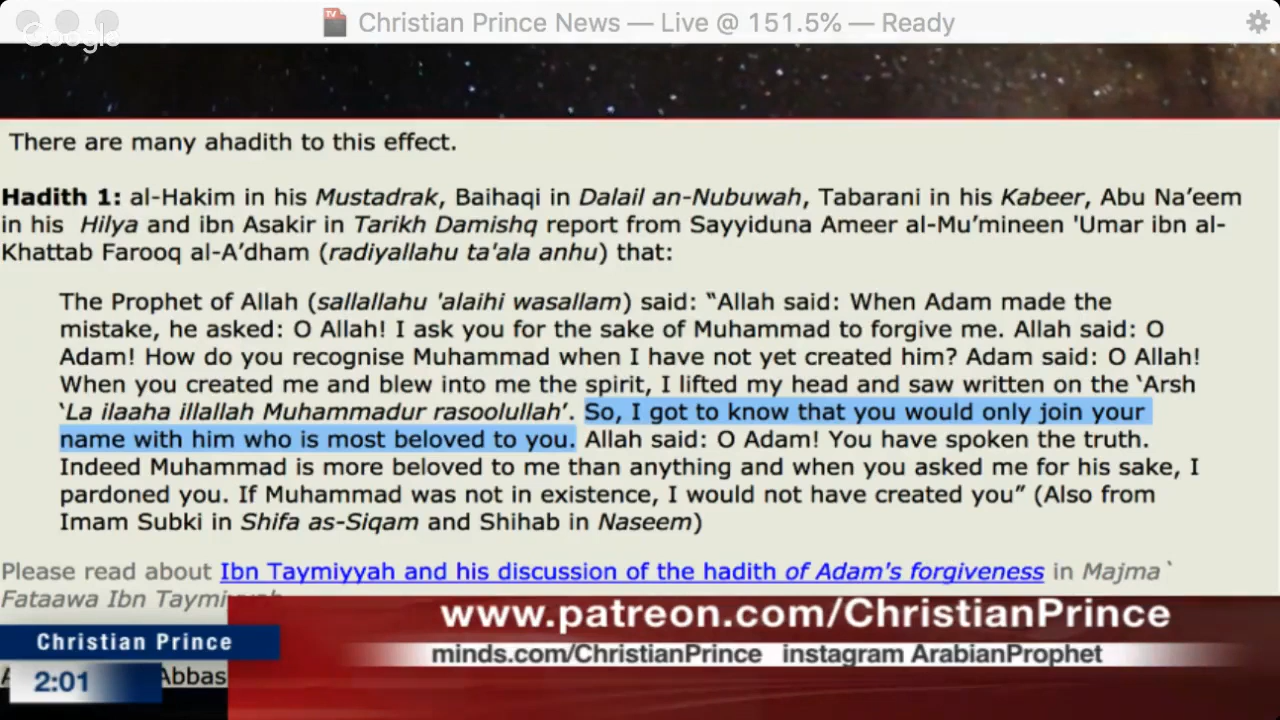 Christian Prince News — Live @ 151.5% — Ready
Google
There are many ahadith to this effect.
Hadith 1: al-Hakim in his Mustadrak, Baihaqi in Dalail an-Nubuwah, Tabarani in his Kabeer, Abu Na’eem
in his Hilya and ibn Asakir in Tarikh Damishq report from Sayyiduna Ameer al-Mu’mineen 'Umar ibn al-
Khattab Farooq al-A’dham (radiyallahu ta'ala anhu) that:
The Prophet of Allah (sallallahu 'alaihi wasallam) said: “Allah said: When Adam made the
mistake, he asked: O Allah! I ask you for the sake of Muhammad to forgive me. Allah said: O
Adam! How do you recognise Muhammad when I have not yet created him? Adam said: O Allah!
When you created me and blew into me the spirit, I lifted my head and saw written on the ‘Arsh
‘La ilaaha illallah Muhammadur rasoolullah’. So, I got to know that you would only join your
name with him who is most beloved to you. Allah said: O Adam! You have spoken the truth.
Indeed Muhammad is more beloved to me than anything and when you asked me for his sake, I
pardoned you. If Muhammad was not in existence, I would not have created you” (Also from
Imam Subki in Shifa as-Siqam and Shihab in Naseem)
Please read about Ibn Taymiyyah and his discussion of the hadith of Adam's forgiveness in Majma`
Fataawa Ibn
www.patreon.com/ChristianPrince
Christian Prince
minds.com/ChristianPrince instagram ArabianProphet
2:01
Abbas